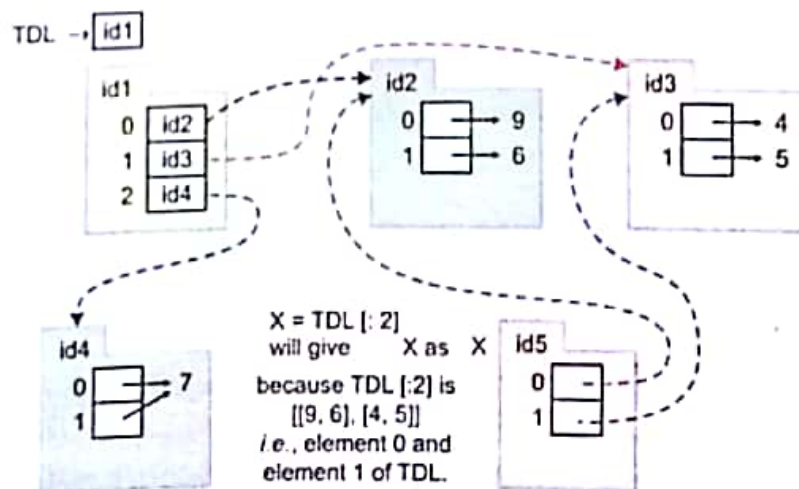 TDL id1
id1
0 id2
1 id3
2 id4
id2
0 9
1 6
id3
0 4
1 5
id4
0 7
1
X = TDL [: 2]
will give X as X
because TDL [:2] is
[[9, 6], [4, 5]]
i.e., element 0 and
element 1 of TDL.
id5
0
1